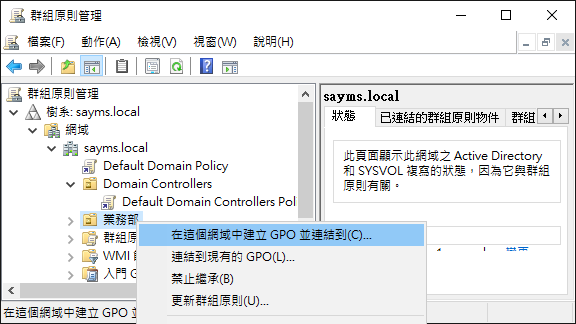 群組原則管理
檔案(F) 動作(A) 檢視(V) 視窗(W) 說明(H)
群組原則管理
樹系: sayms.local
網域
sayms.local
Default Domain Policy
Domain Controllers
Default Domain Controllers Pol
業務部
群組原
WMI
入門 G
在這個網域中建立 GPO 並連結到(C)...
連結到現有的 GPO(L)...
禁止繼承(B)
更新群組原則(U)...
sayms.local
狀態 已連結的群組原則物件 群組
此頁面顯示此網域之 Active Directory
和 SYSVOL 複寫的狀態，因為它與群組
原則有關。
在這個網域中建立 GPO 並